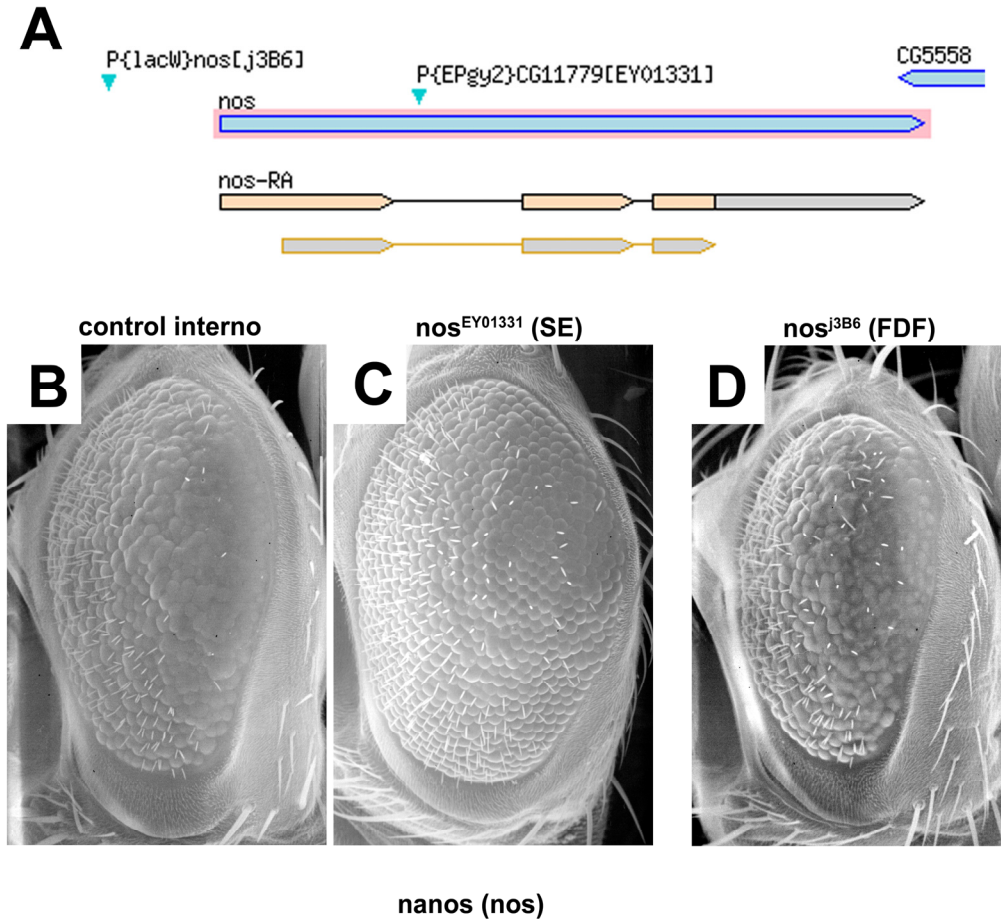 A
P{lacW}nos[j3B6]
CG5558
P{EPgy2}CG11779[EY01331]
nos
nos-RA
control interno
nosEY01331 (SE)
nosj3B6 (FDF)
B
C
D
nanos (nos)